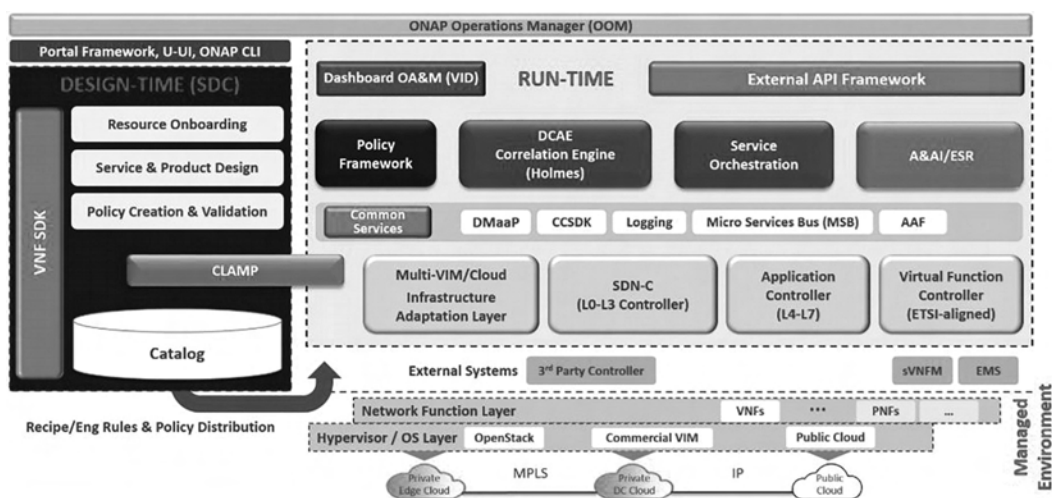 ONAP Operations Manager (OOM)
Portal Framework, U-UI, ONAP CLI
DESIGN-TIME (SDC)
VNF SDK
Resource Onboarding
Service & Product Design
Policy Creation & Validation
CLAMP
Catalog
Recipe/Eng Rules & Policy Distribution
Dashboard OA&M (VID)
RUN-TIME
External API Framework
Policy
Framework
DCAE
Correlation Engine
(Holmes)
Service
Orchestration
A&AI/ESR
Common
Services
DMaaP
CCSDK
Logging
Micro Services Bus (MSB)
AAF
Multi-VIM/Cloud
Infrastructure
Adaptation Layer
SDN-C
(L0-L3 Controller)
Application
Controller
(L4-L7)
Virtual Function
Controller
(ETSI-aligned)
External Systems
3rd Party Controller
sVNFM
EMS
Network Function Layer
VNFs
•••
PNFs
...
Hypervisor / OS Layer
OpenStack
Commercial VIM
Public Cloud
Private
Edge Cloud
MPLS
Private
DC Cloud
IP
Public
Cloud
Managed
Environment